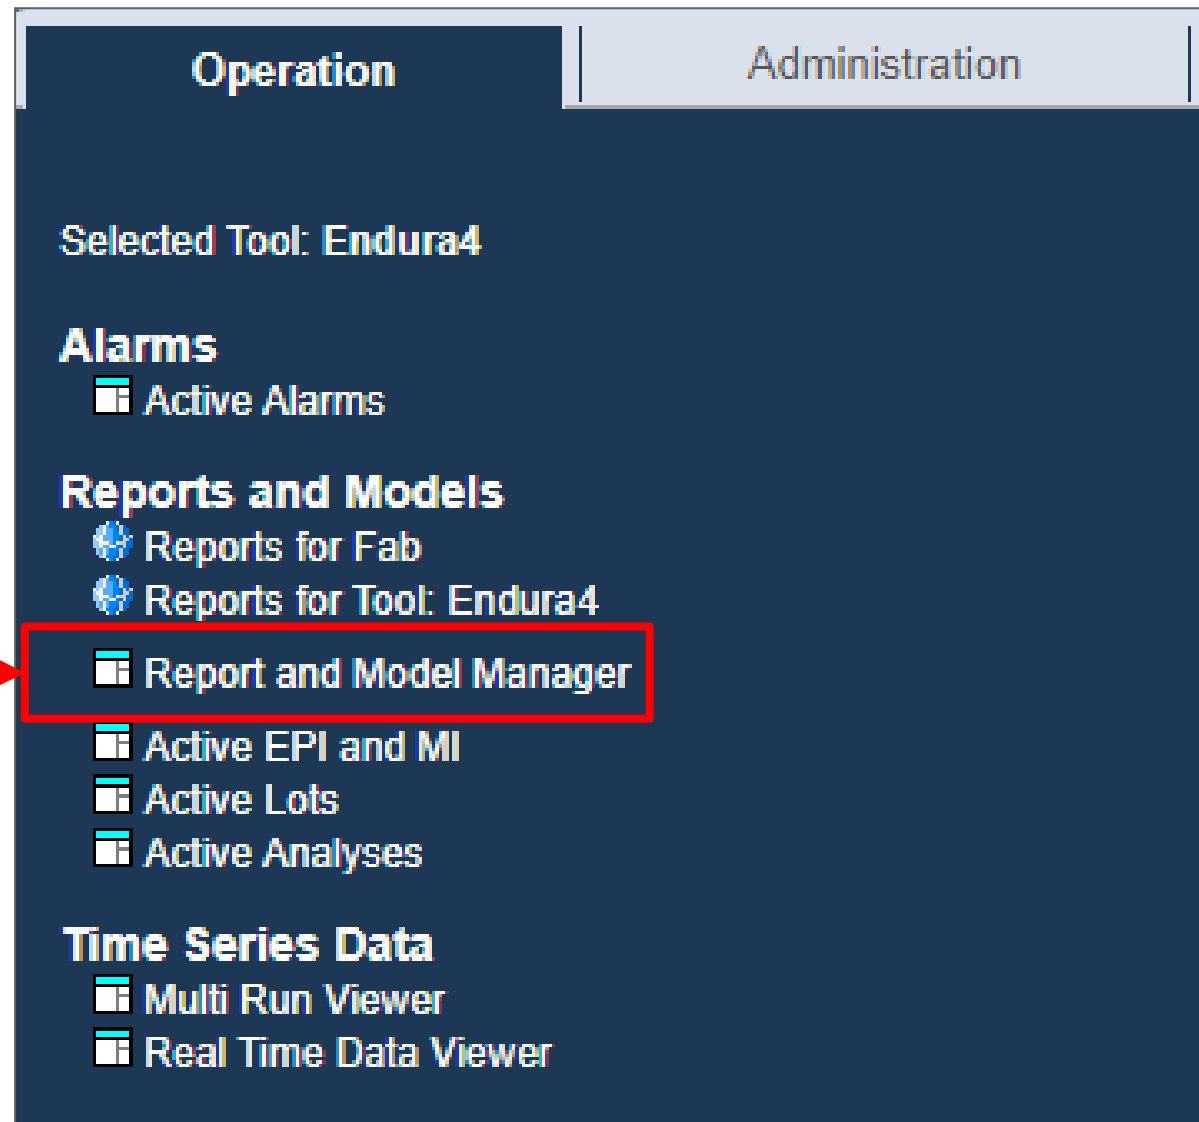 Operation
Administration
Selected Tool: Endura4
Alarms
Active Alarms
Reports and Models
Reports for Fab
Reports for Tool: Endura4
Report and Model Manager
Active EPI and MI
Active Lots
Active Analyses
Time Series Data
Multi Run Viewer
Real Time Data Viewer